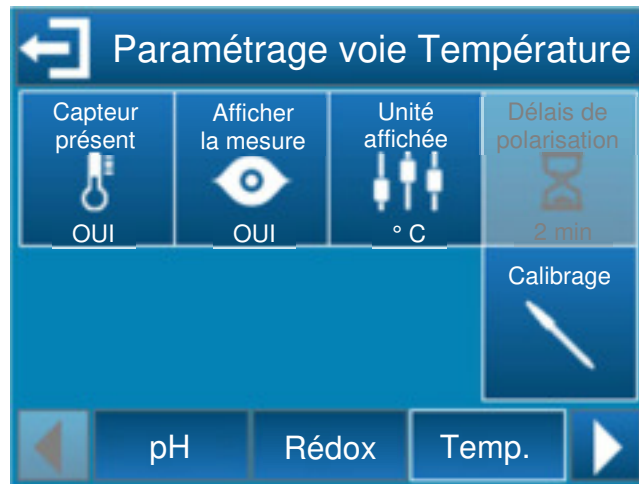 Paramétrage voie Température
Capteur
présent
OUI
Afficher
la mesure
OUI
Unité
affichée
° C
Délais de
polarisation
2 min
Calibrage
pH
Rédox
Temp.